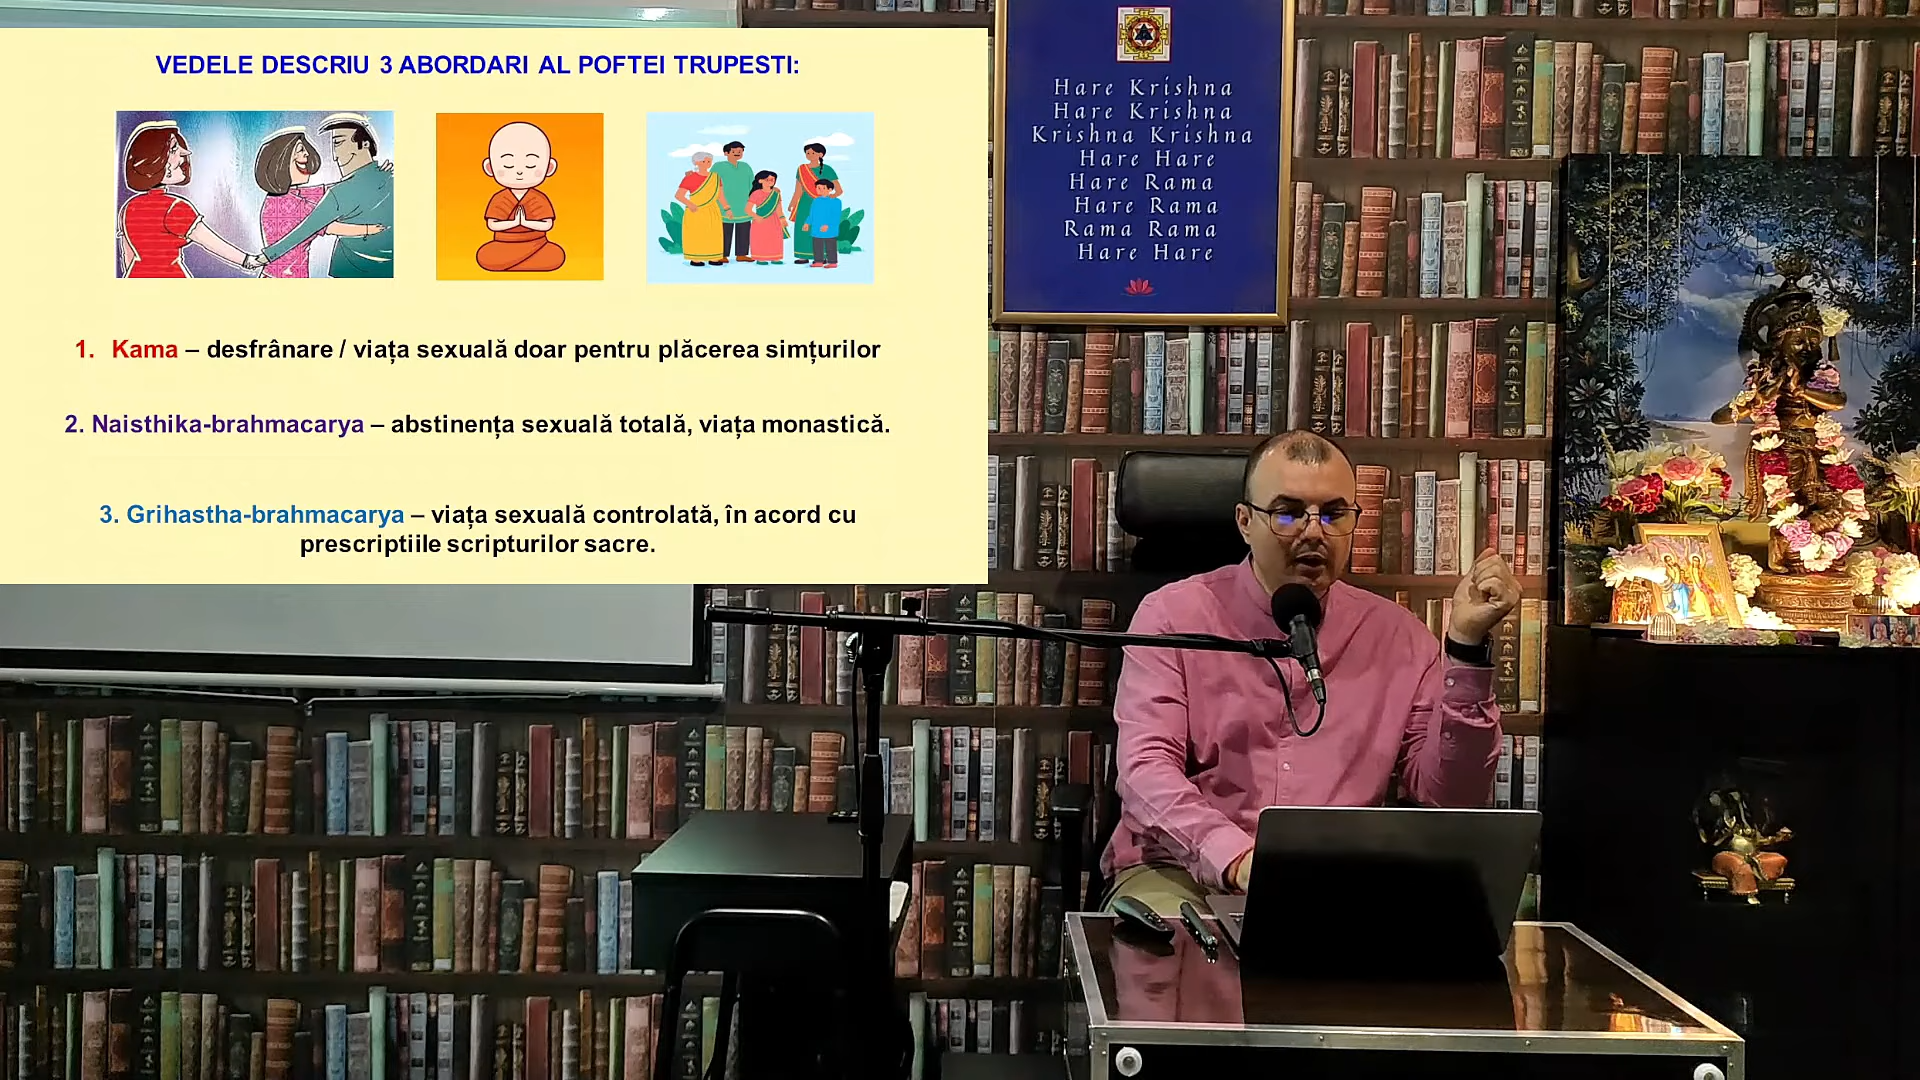 VEDELE DESCRIU 3 ABORDARI AL POFTEI TRUPESTI:
1. Kama – desfrânare / viața sexuală doar pentru plăcerea simțurilor
2. Naisthika-brahmacarya – abstinența sexuală totală, viața monastică.
3. Grihastha-brahmacarya – viața sexuală controlată, în acord cu
prescriptiile scripturilor sacre.
Hare Krishna
Hare Krishna
Krishna Krishna
Hare Hare
Hare Rama
Hare Rama
Rama Rama
Hare Hare